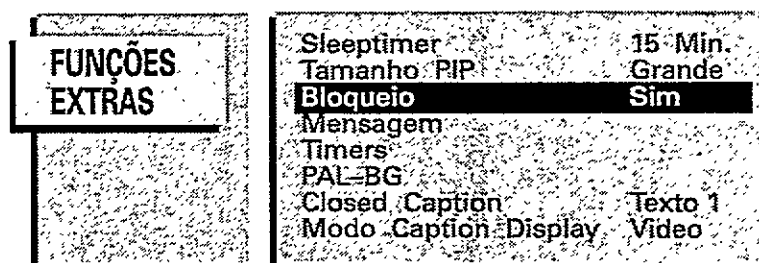 FUNÇÕES
EXTRAS
Sleeptimer 15 Min.
Tamanho PIP Grande
Bloqueio Sim
Mensagem
Timers
PAL-BG
Closed Caption Texto 1
Modo Caption Display Video